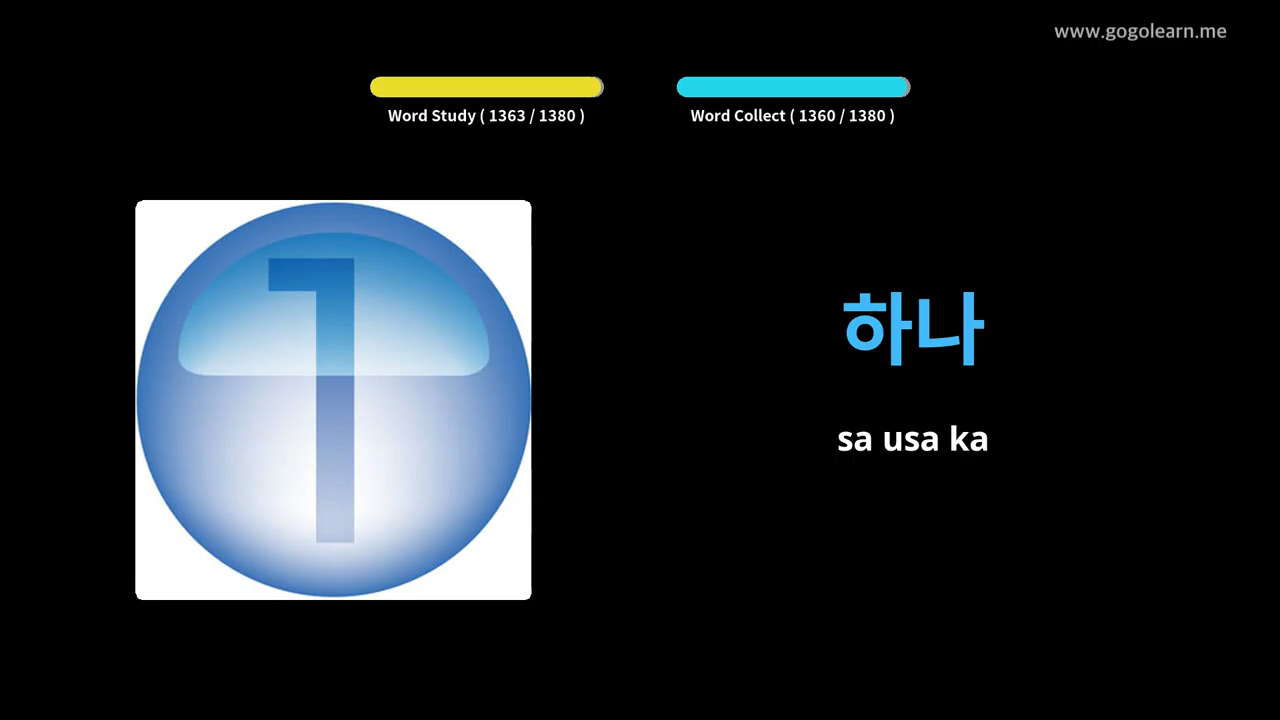 www.gogolearn.me
Word Study ( 1363 / 1380 )
Word Collect ( 1360 / 1380 )
1
하나
sa usa ka